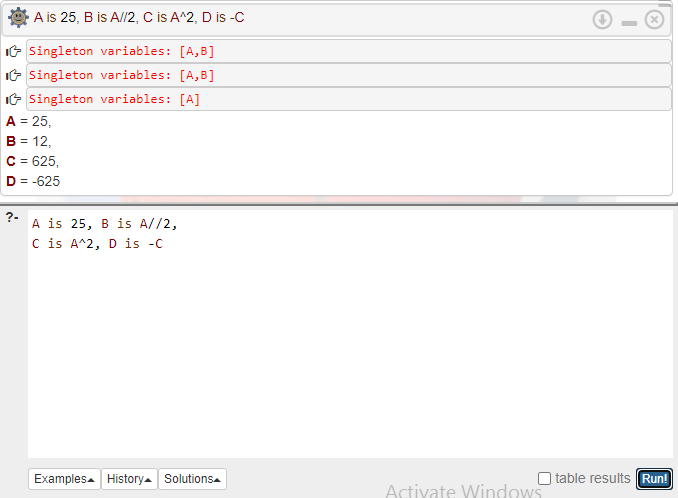 A is 25, B is A//2, C is A^2, D is -C
Singleton variables: [A,B]
Singleton variables: [A,B]
Singleton variables: [A]
A = 25,
B = 12,
C = 625,
D = -625
?-
A is 25, B is A//2,
C is A^2, D is -C
Examples History Solutions table results Run!
Activate Windows